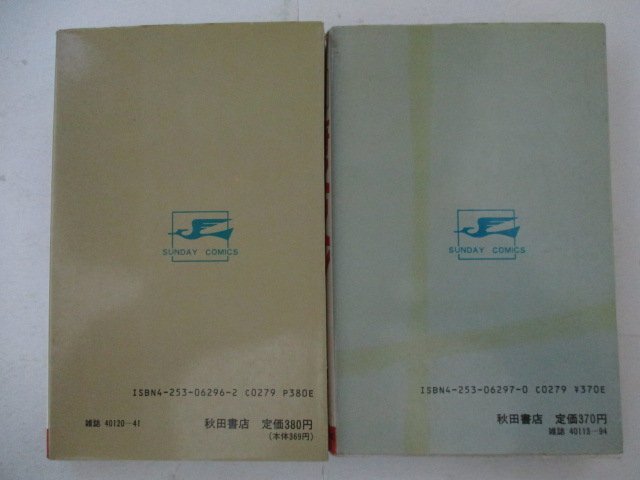 SUNDAY COMICS
ISBN4-253-06296-2 C0279 P380E
雑誌 40120-41 秋田書店 定価380円
(本体369円)
SUNDAY COMICS
ISBN4-253-06297-0 C0279 ¥370E
秋田書店 定価370円
雑誌 40113-94